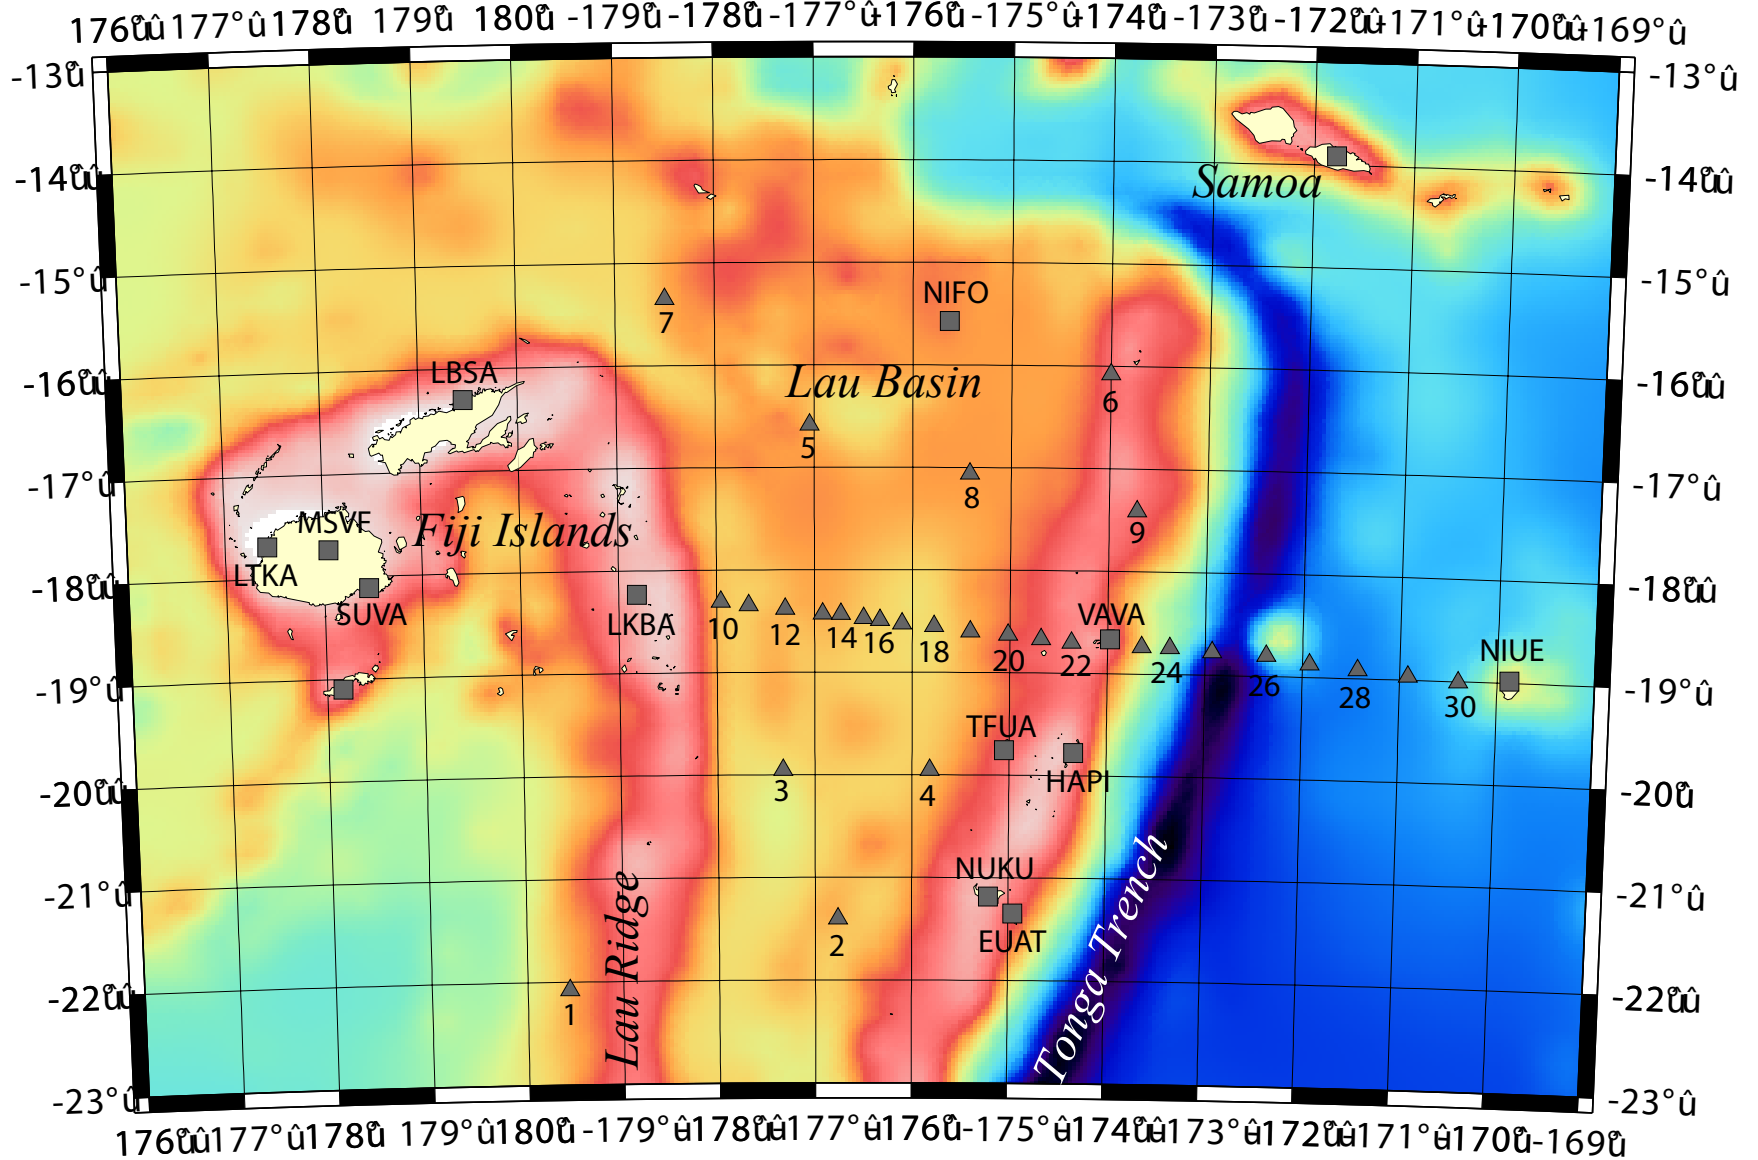 176°û 177°û 178°û 179°û 180°û -179°û -178°û -177°û -176°û -175°û -174°û -173°û -172°û -171°û -170°û -169°û
-13°û -13°û
-14°û -14°û
Samoa
-15°û -15°û
NIFO
7
-16°û -16°û
LBSA
Lau Basin
6
5
-17°û -17°û
8
MSVF
Fiji Islands
9
LTKA
-18°û -18°û
SUVA
LKBA
VAVA
10 12 14 16 18 20 22 24 26 28 30
NIUE
-19°û -19°û
TFUA
HAPI
3 4
-20°û -20°û
NUKU
-21°û -21°û
EUAT
2
Lau Ridge
Tonga Trench
-22°û -22°û
1
-23°û -23°û
176°û 177°û 178°û 179°û 180°û -179°û -178°û -177°û -176°û -175°û -174°û -173°û -172°û -171°û -170°û -169°û